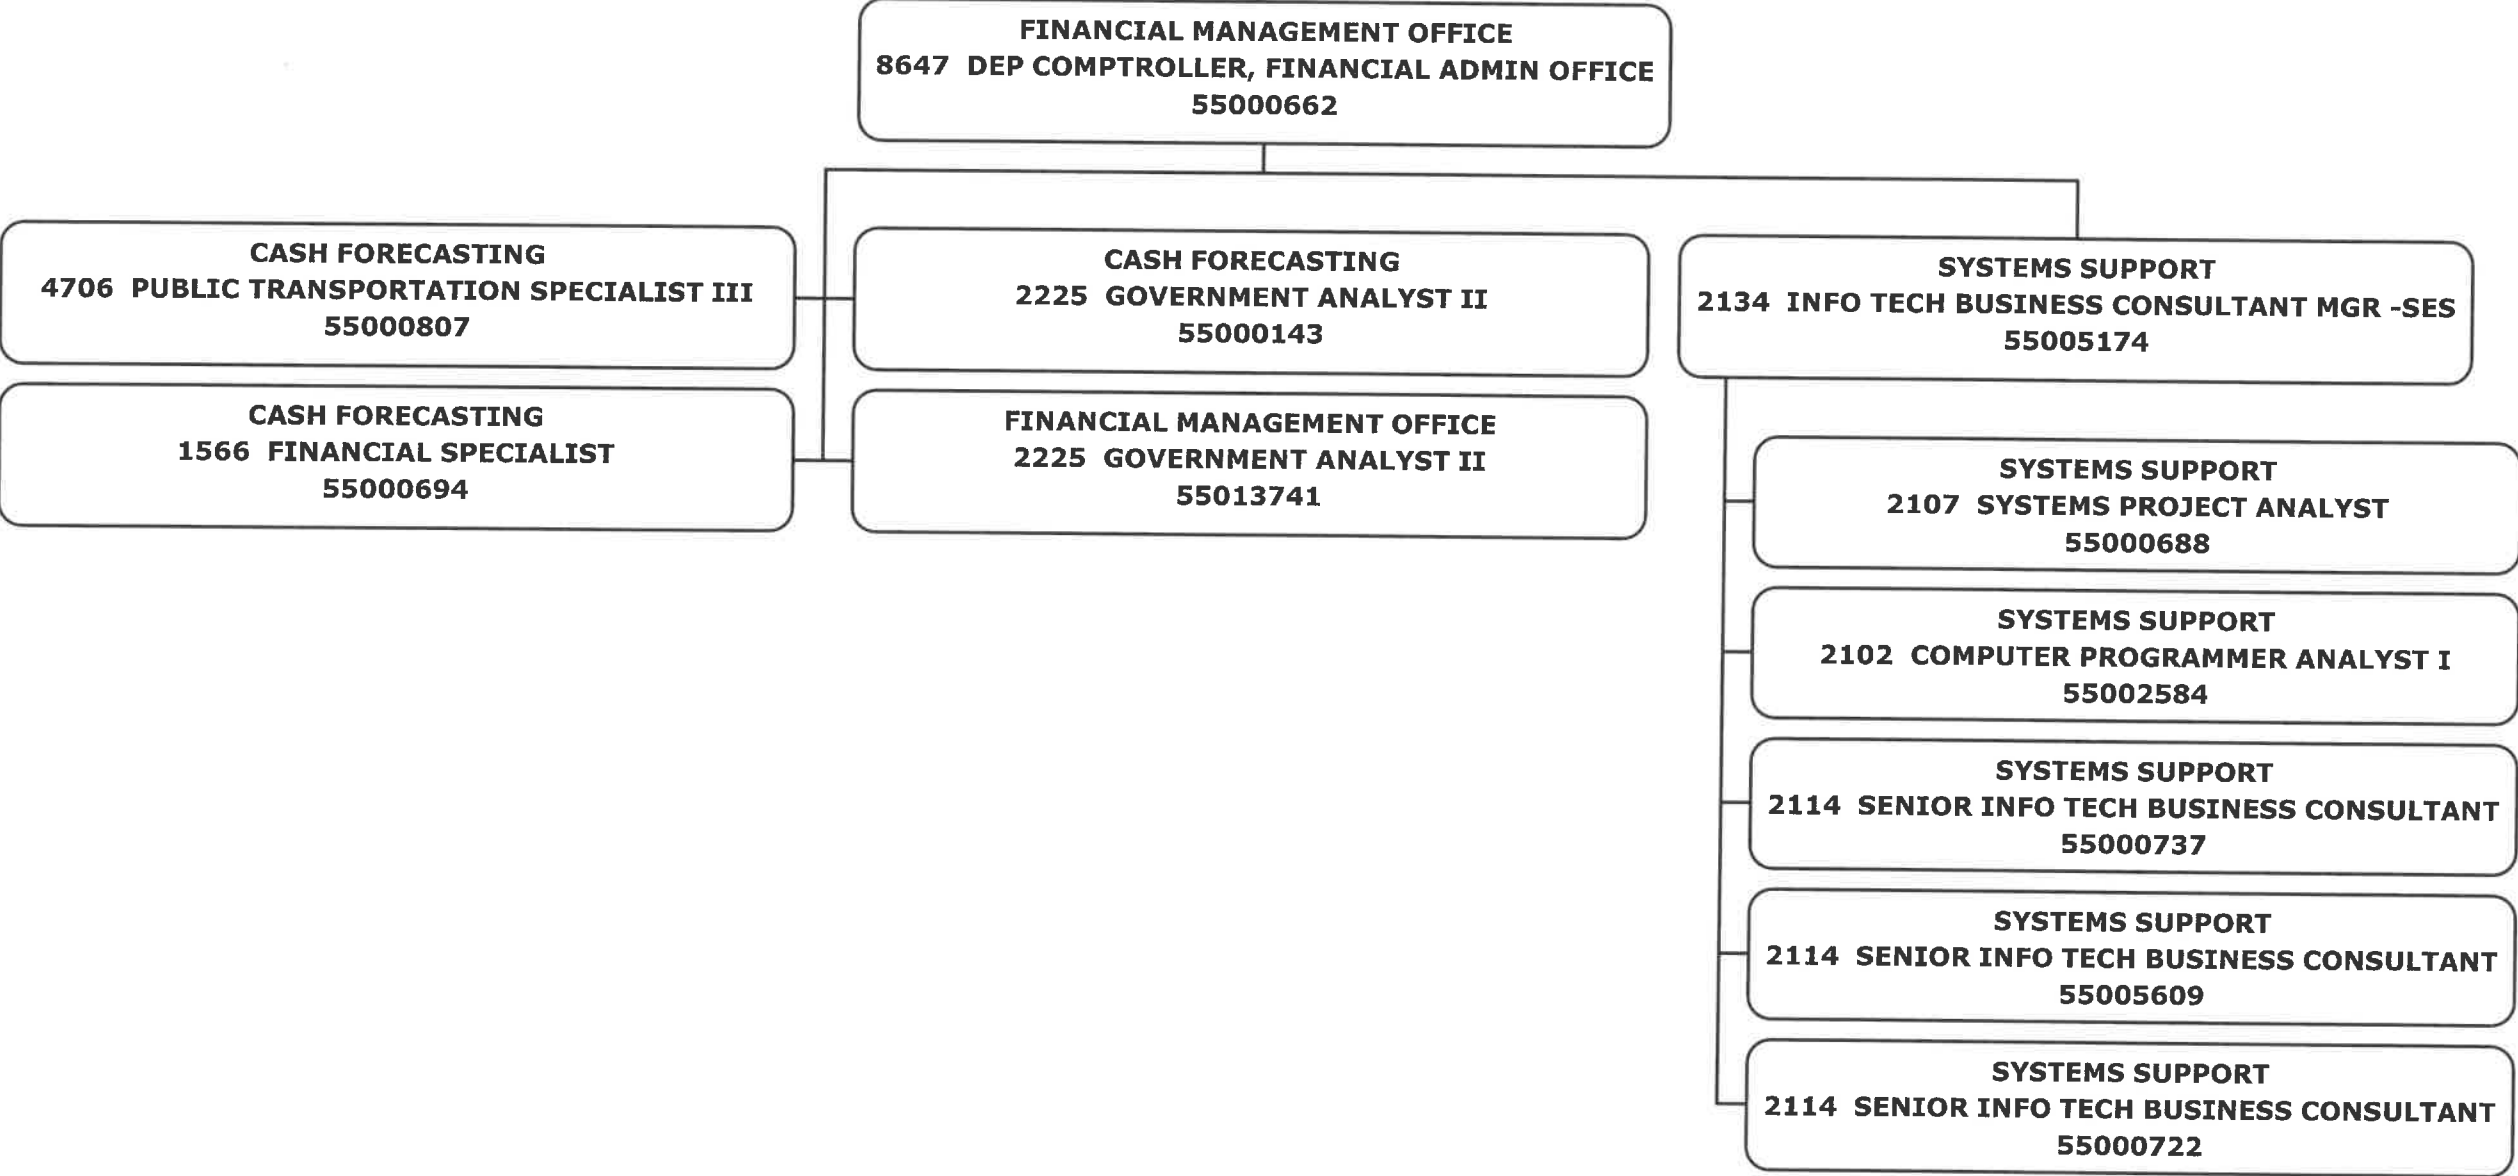 FINANCIAL MANAGEMENT OFFICE
8647 DEP COMPTROLLER, FINANCIAL ADMIN OFFICE
55000662
CASH FORECASTING
4706 PUBLIC TRANSPORTATION SPECIALIST III
55000807
CASH FORECASTING
2225 GOVERNMENT ANALYST II
55000143
SYSTEMS SUPPORT
2134 INFO TECH BUSINESS CONSULTANT MGR -SES
55005174
CASH FORECASTING
1566 FINANCIAL SPECIALIST
55000694
FINANCIAL MANAGEMENT OFFICE
2225 GOVERNMENT ANALYST II
55013741
SYSTEMS SUPPORT
2107 SYSTEMS PROJECT ANALYST
55000688
SYSTEMS SUPPORT
2102 COMPUTER PROGRAMMER ANALYST I
55002584
SYSTEMS SUPPORT
2114 SENIOR INFO TECH BUSINESS CONSULTANT
55000737
SYSTEMS SUPPORT
2114 SENIOR INFO TECH BUSINESS CONSULTANT
55005609
SYSTEMS SUPPORT
2114 SENIOR INFO TECH BUSINESS CONSULTANT
55000722